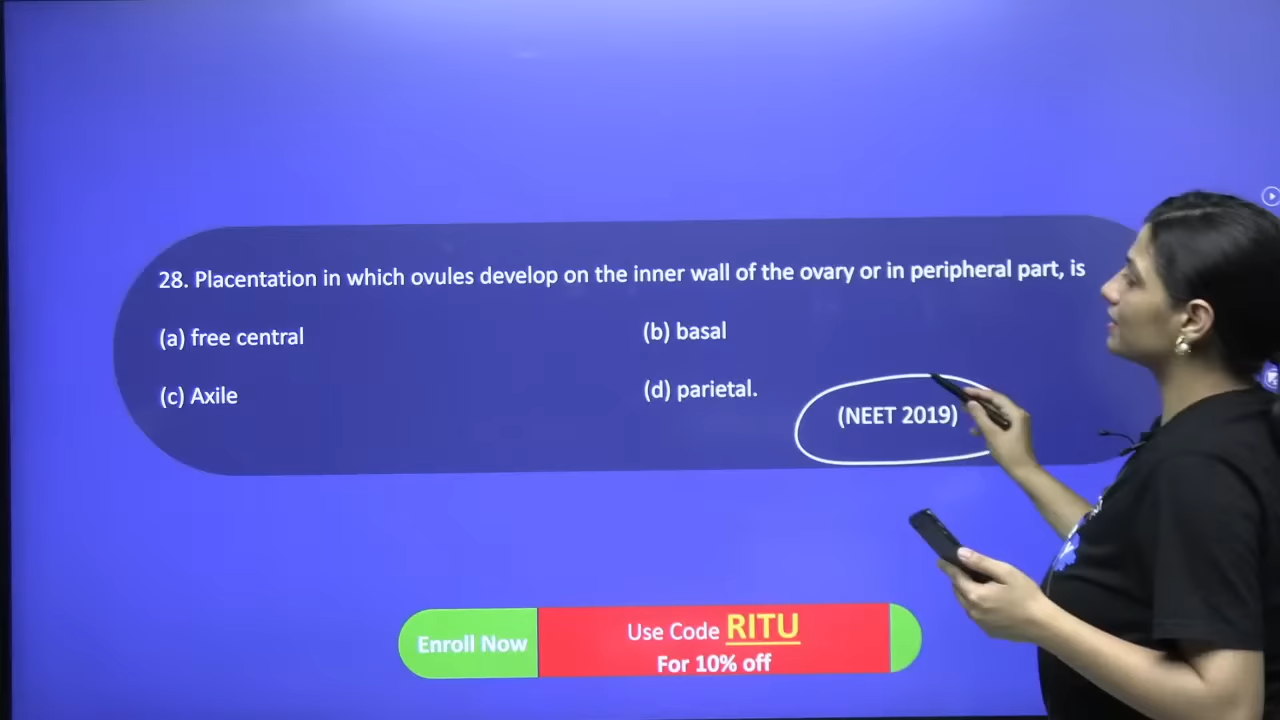 28. Placentation in which ovules develop on the inner wall of the ovary or in peripheral part, is
(a) free central
(b) basal
(c) Axile
(d) parietal.
(NEET 2019)
Enroll Now
Use Code RITU
For 10% off